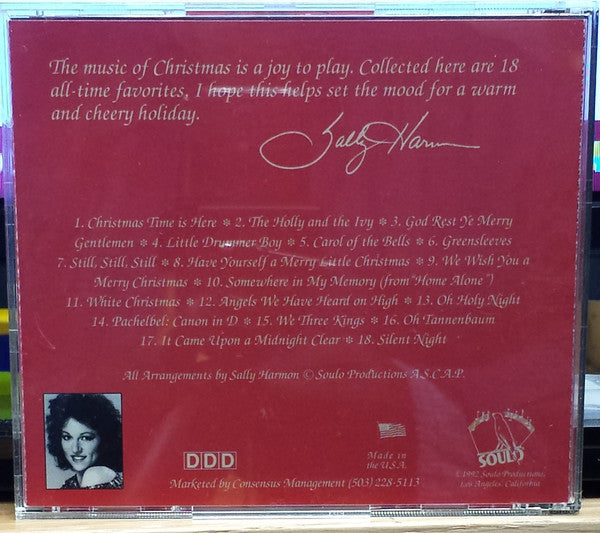 The music of Christmas is a joy to play. Collected here are 18
all-time favorites, I hope this helps set the mood for a warm
and cheery holiday.
Sally Harmon
1. Christmas Time is Here * 2. The Holly and the Ivy * 3. God Rest Ye Merry
Gentlemen * 4. Little Drummer Boy * 5. Carol of the Bells * 6. Greensleeves
7. Still, Still, Still * 8. Have Yourself a Merry Little Christmas * 9. We Wish You a
Merry Christmas * 10. Somewhere in My Memory (from "Home Alone")
11. White Christmas * 12. Angels We Have Heard on High * 13. Oh Holy Night
14. Pachelbel: Canon in D * 15. We Three Kings * 16. Oh Tannenbaum
17. It Came Upon a Midnight Clear * 18. Silent Night
All Arrangements by Sally Harmon © Soulo Productions A.S.C.A.P.
DDD
Made in
the U.S.A.
SOULO
Marketed by Consensus Management (503) 228-5113
©1992 Soulo Productions,
Los Angeles, California